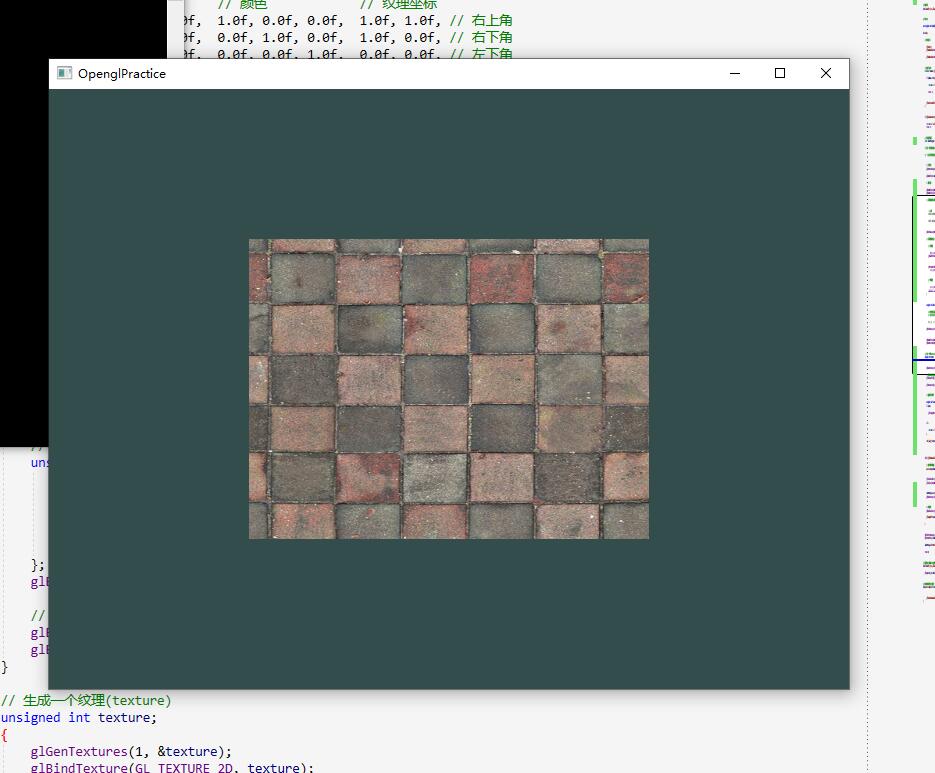 // 颜色 // 纹理坐标
0f, 1.0f, 0.0f, 0.0f, 1.0f, 1.0f, // 右上角
0f, 0.0f, 1.0f, 0.0f, 1.0f, 0.0f, // 右下角
0f, 0.0f, 0.0f, 1.0f, 0.0f, 0.0f, // 左下角
OpenglPractice
//
uns
};
glB
//
glE
glE
}
// 生成一个纹理(texture)
unsigned int texture;
{
glGenTextures(1, &texture);
glBindTexture(GL_TEXTURE_2D, texture);